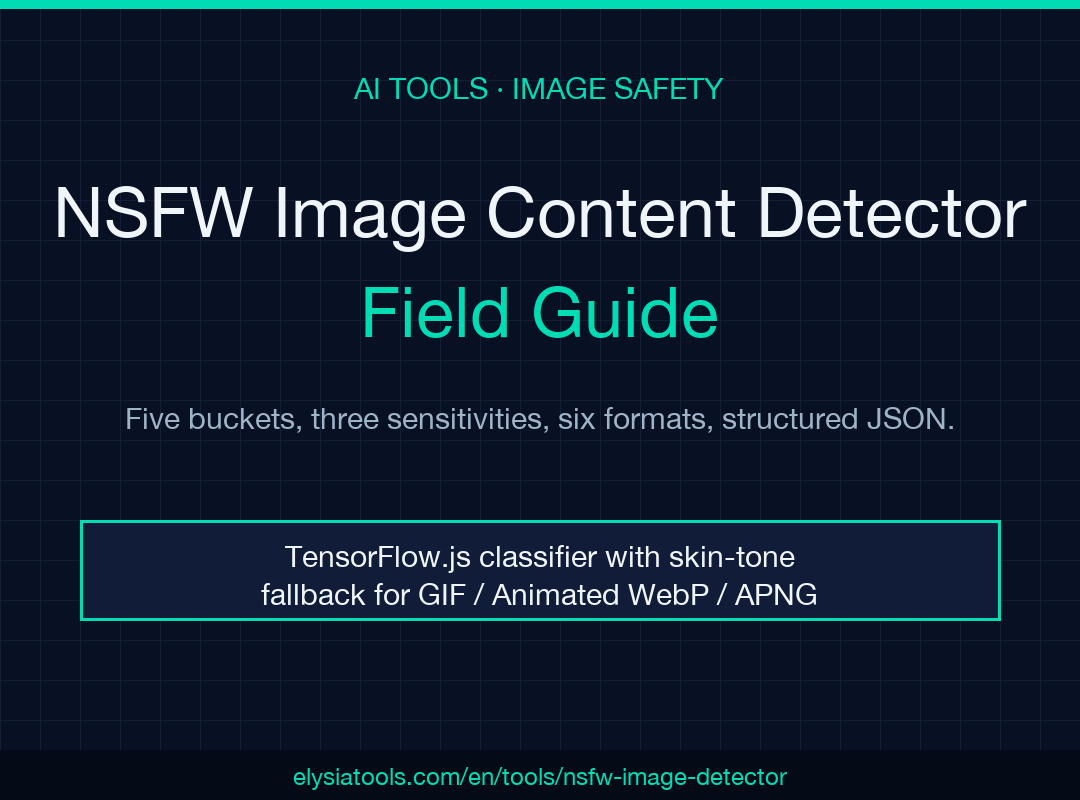 AI TOOLS · IMAGE SAFETY
NSFW Image Content Detector
Field Guide
Five buckets, three sensitivities, six formats, structured JSON.
TensorFlow.js classifier with skin-tone
fallback for GIF / Animated WebP / APNG
elysiatools.com/en/tools/nsfw-image-detector